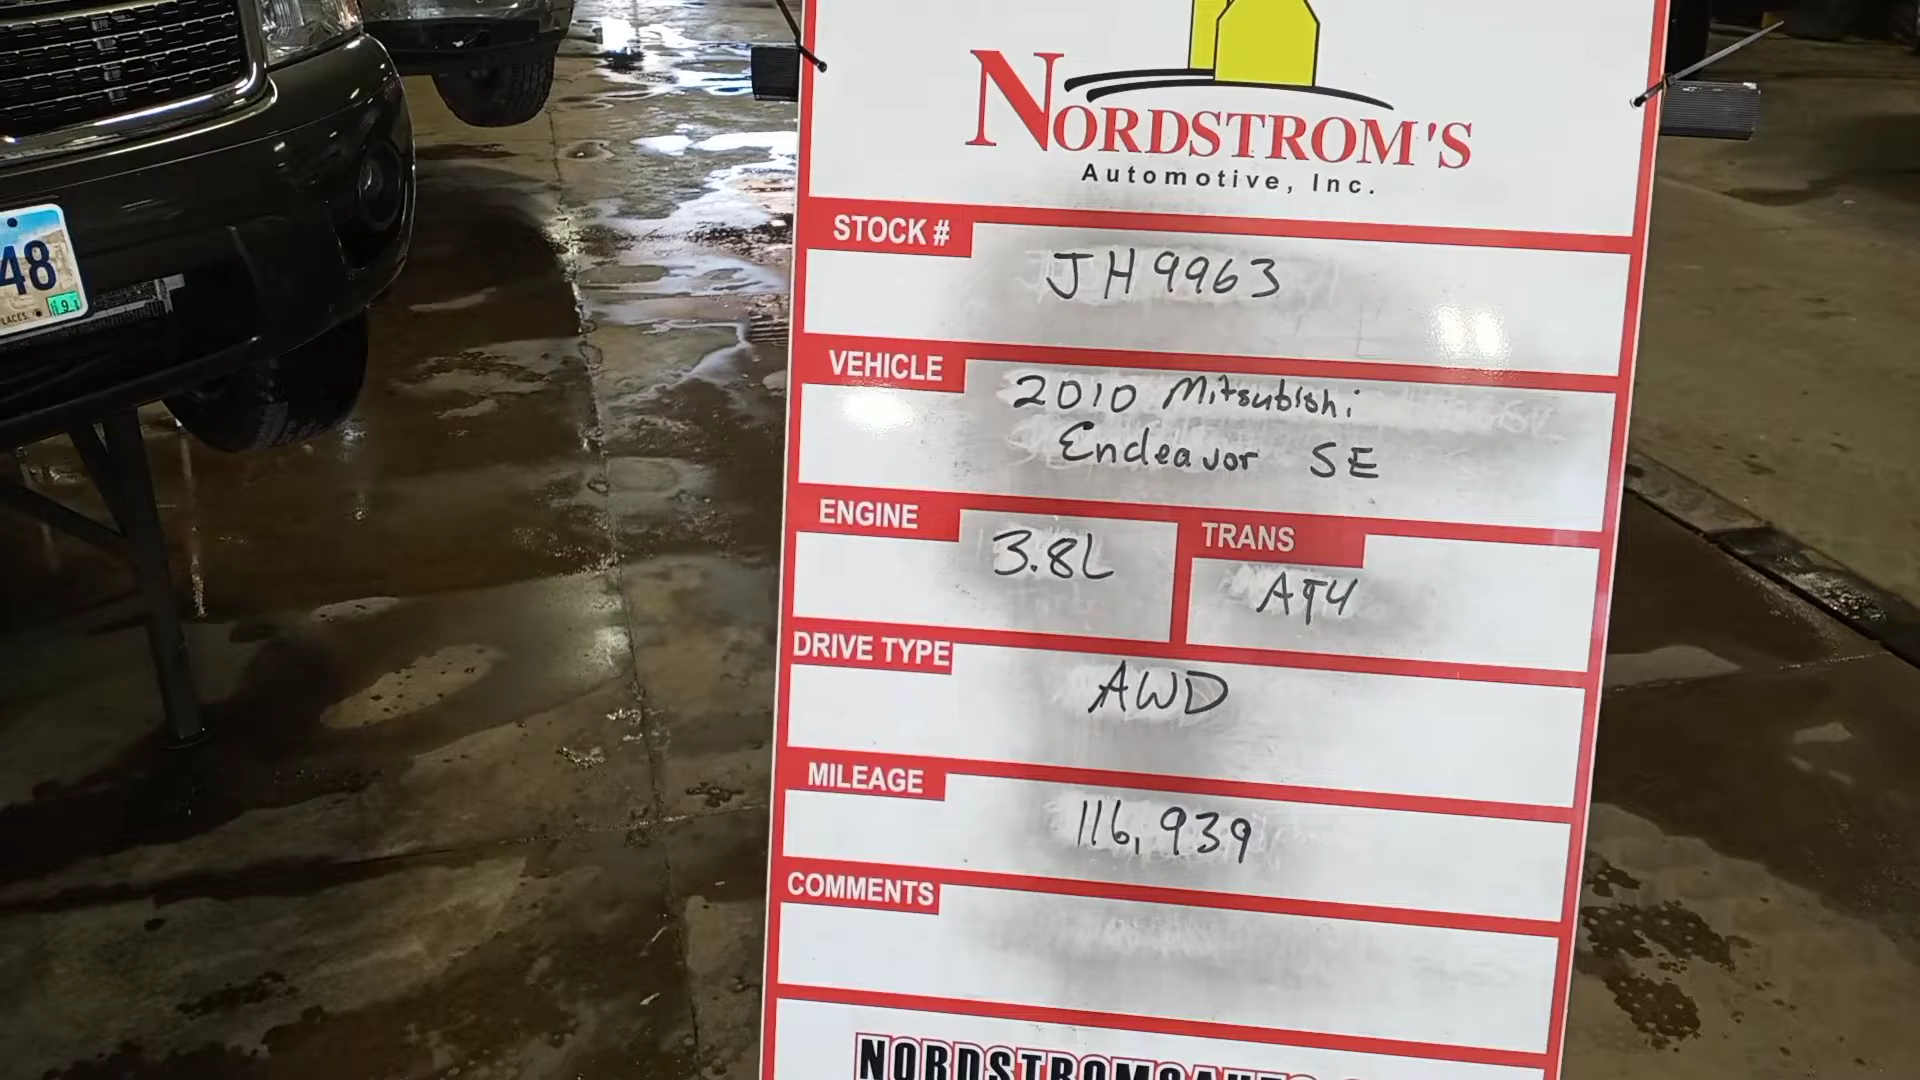 NORDSTROM'S
Automotive, Inc.
STOCK #
JH9963
VEHICLE
2010 Mitsubishi
Endeavor SE
ENGINE
3.8L
TRANS
AT4
DRIVE TYPE
AWD
MILEAGE
116,939
COMMENTS
48